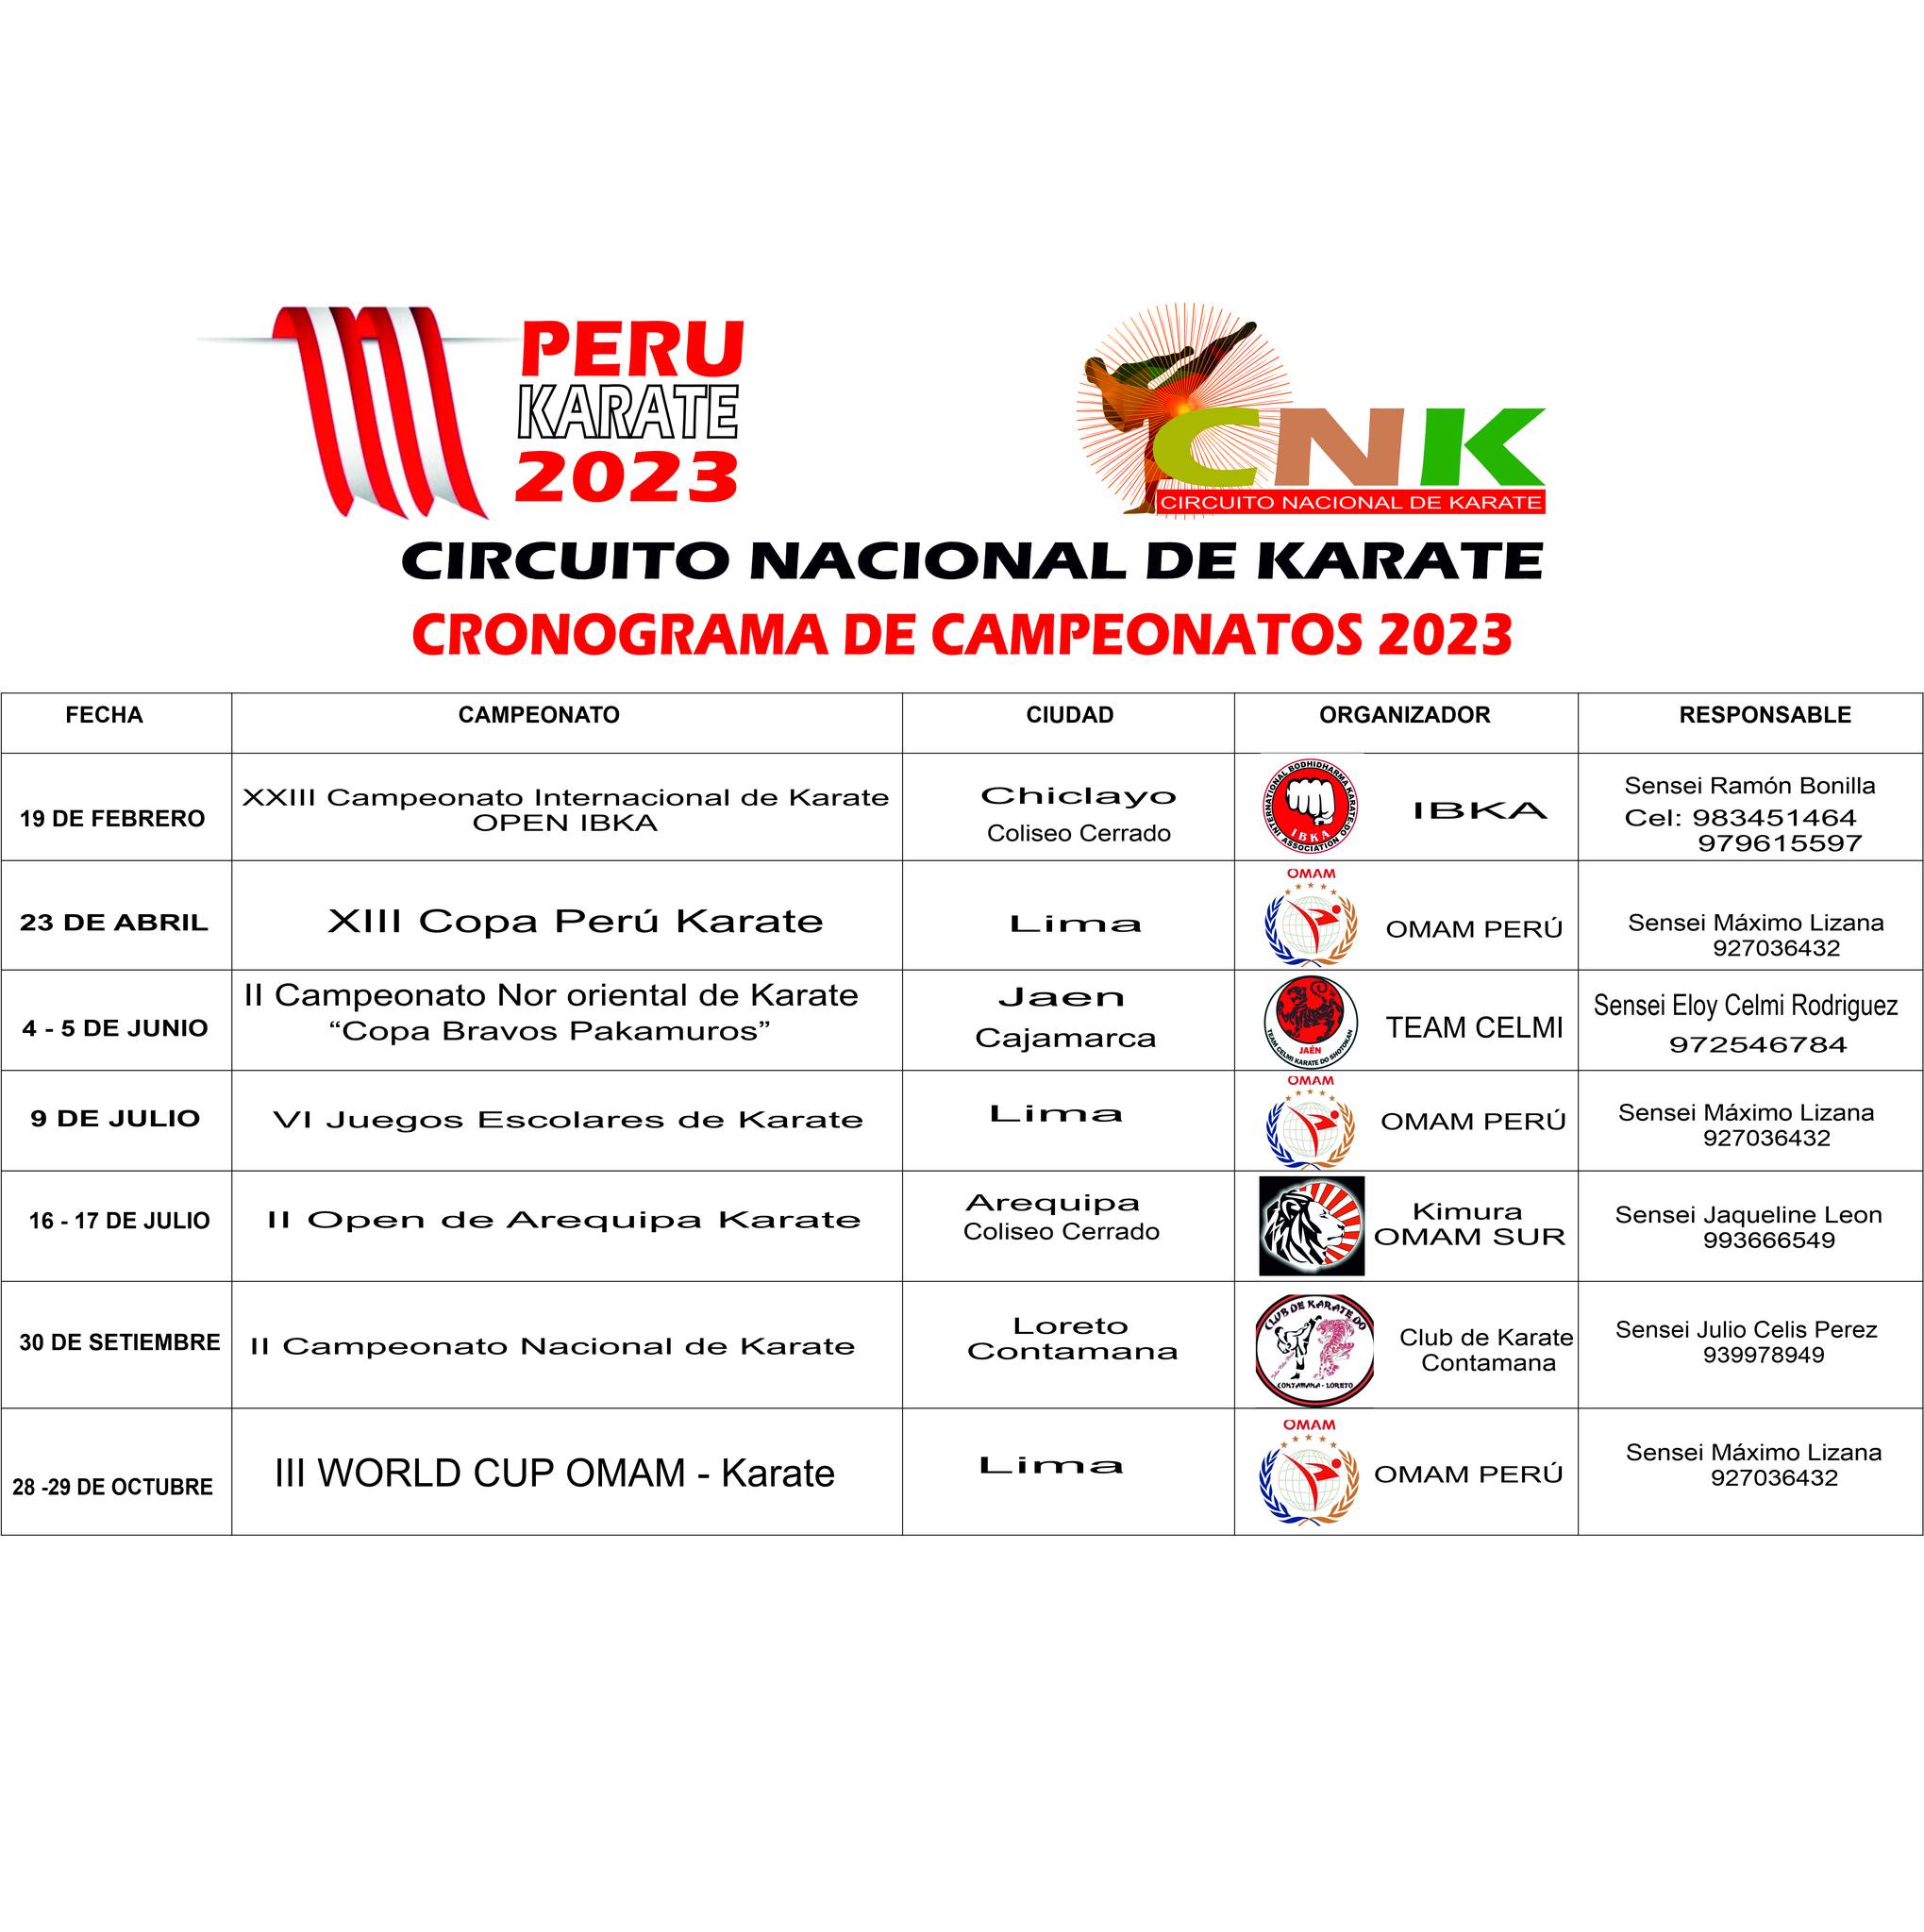 PERU
KARATE
2023
CNK
CIRCUITO NACIONAL DE KARATE
CIRCUITO NACIONAL DE KARATE
CRONOGRAMA DE CAMPEONATOS 2023
FECHA CAMPEONATO CIUDAD ORGANIZADOR RESPONSABLE
19 DE FEBRERO
XXIII Campeonato Internacional de Karate
OPEN IBKA
Chiclayo
Coliseo Cerrado
INTERNATIONAL BODHIDHARMA KARATE-DO
IBKA
ASSOCIATION
IBKA
Sensei Ramón Bonilla
Cel: 983451464
979615597
23 DE ABRIL
XIII Copa Perú Karate
Lima
OMAM
OMAM PERÚ
Sensei Máximo Lizana
927036432
4 - 5 DE JUNIO
II Campeonato Nor oriental de Karate
“Copa Bravos Pakamuros”
Jaen
Cajamarca
JAÉN
TEAM CELMI KARATE DO SHOTOKAN
TEAM CELMI
Sensei Eloy Celmi Rodriguez
972546784
9 DE JULIO
VI Juegos Escolares de Karate
Lima
OMAM
OMAM PERÚ
Sensei Máximo Lizana
927036432
16 - 17 DE JULIO
II Open de Arequipa Karate
Arequipa
Coliseo Cerrado
Kimura
OMAM SUR
Sensei Jaqueline Leon
993666549
30 DE SETIEMBRE
II Campeonato Nacional de Karate
Loreto
Contamana
CLUB DE KARATE DO
CONTAMANA - LORETO
Club de Karate
Contamana
Sensei Julio Celis Perez
939978949
28 -29 DE OCTUBRE
III WORLD CUP OMAM - Karate
Lima
OMAM
OMAM PERÚ
Sensei Máximo Lizana
927036432